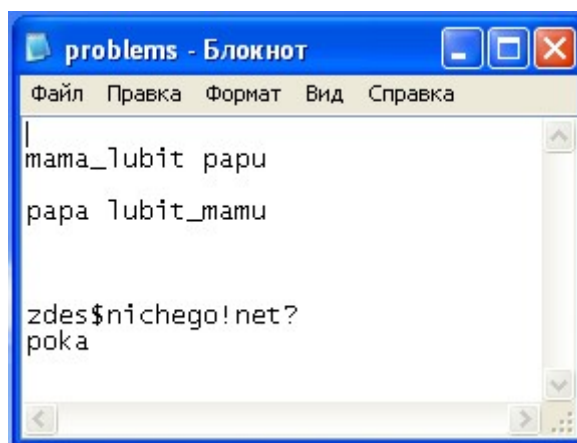 problems - Блокнот
Файл Правка Формат Вид Справка
mama_lubit papu
papa lubit_mamu
zdes$nichego!net?
poka